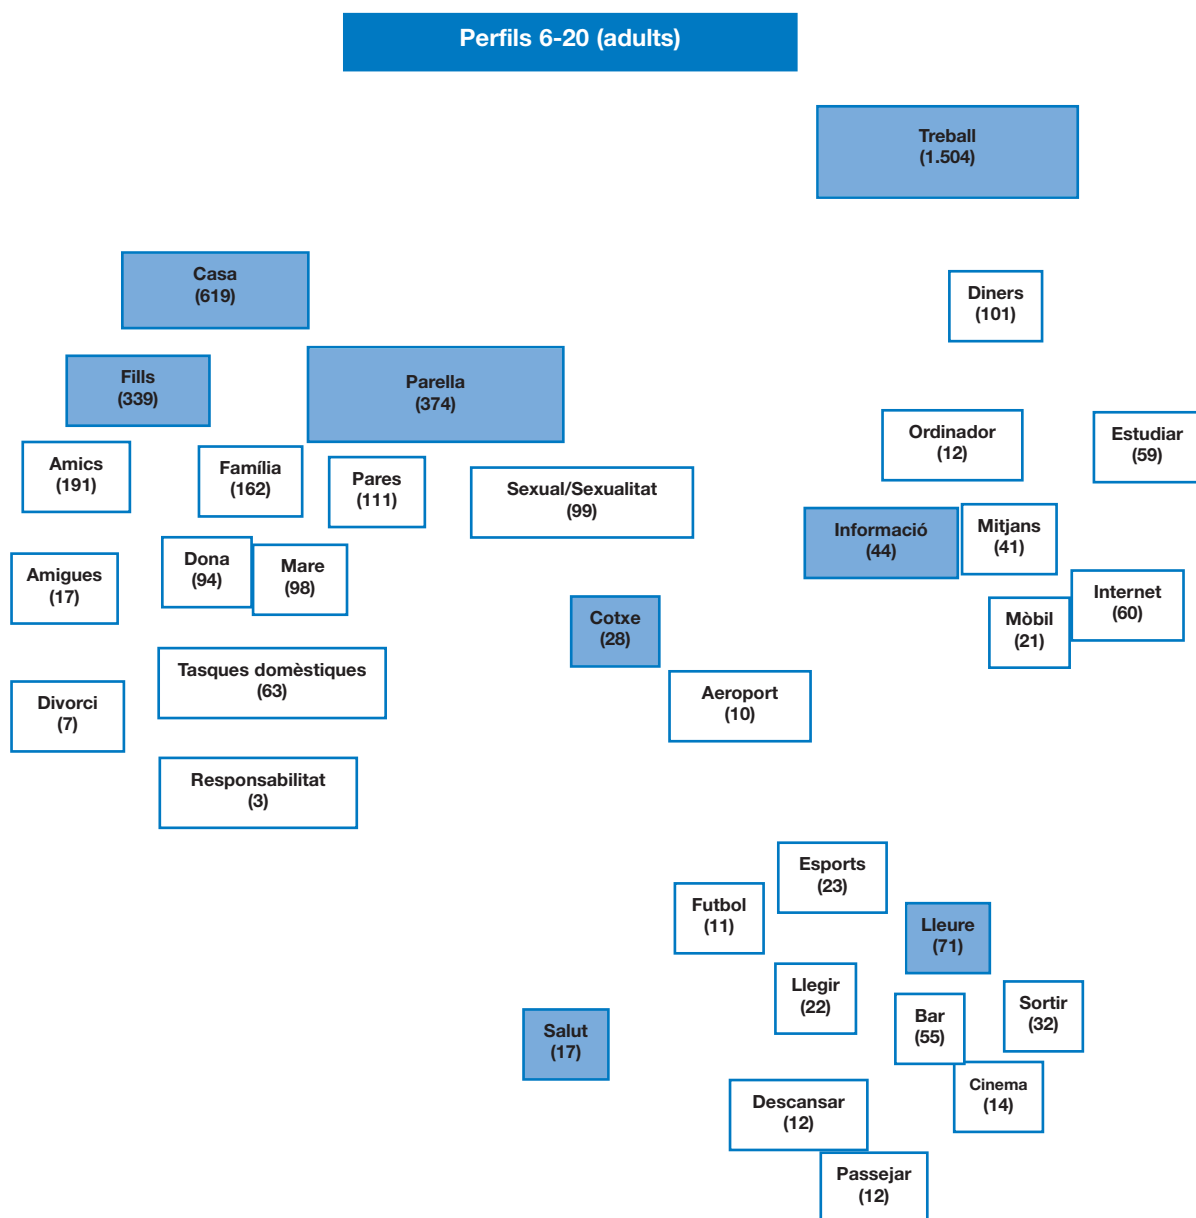 Perfils 6-20 (adults)
Treball
(1.504)
Casa
(619)
Diners
(101)
Fills
(339)
Parella
(374)
Ordinador
(12)
Estudiar
(59)
Amics
(191)
Família
(162)
Pares
(111)
Sexual/Sexualitat
(99)
Informació
(44)
Mitjans
(41)
Amigues
(17)
Dona
(94)
Mare
(98)
Cotxe
(28)
Mòbil
(21)
Internet
(60)
Tasques domèstiques
(63)
Divorci
(7)
Aeroport
(10)
Responsabilitat
(3)
Esports
(23)
Futbol
(11)
Lleure
(71)
Llegir
(22)
Bar
(55)
Sortir
(32)
Salut
(17)
Cinema
(14)
Descansar
(12)
Passejar
(12)